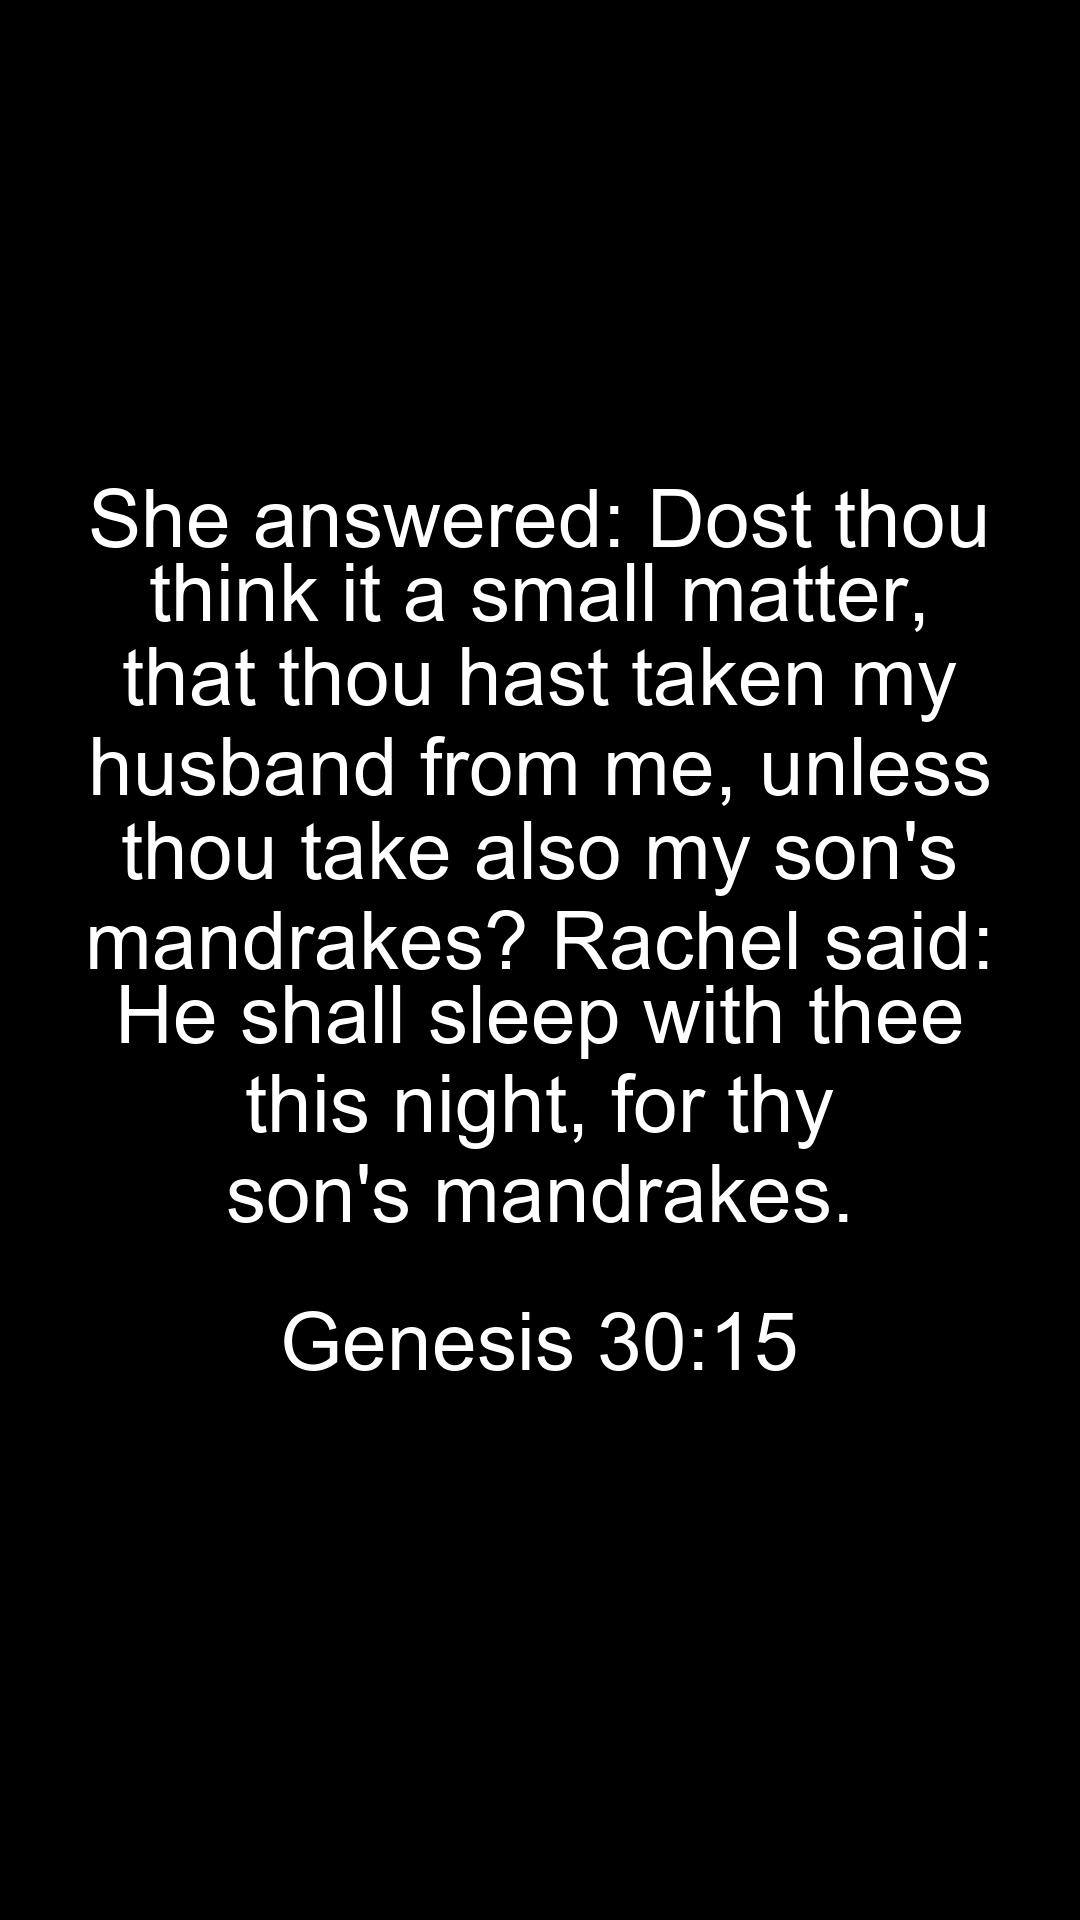 She answered: Dost thou
think it a small matter,
that thou hast taken my
husband from me, unless
thou take also my son's
mandrakes? Rachel said:
He shall sleep with thee
this night, for thy
son's mandrakes.
Genesis 30:15